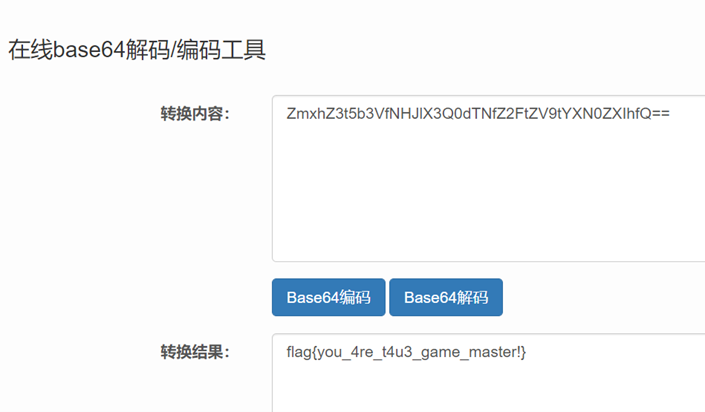 在线base64解码/编码工具
转换内容：
ZmxhZ3t5b3VfNHJlX3Q0dTNfZ2FtZV9tYXN0ZXIhfQ==
Base64编码 Base64解码
转换结果：
flag{you_4re_t4u3_game_master!}